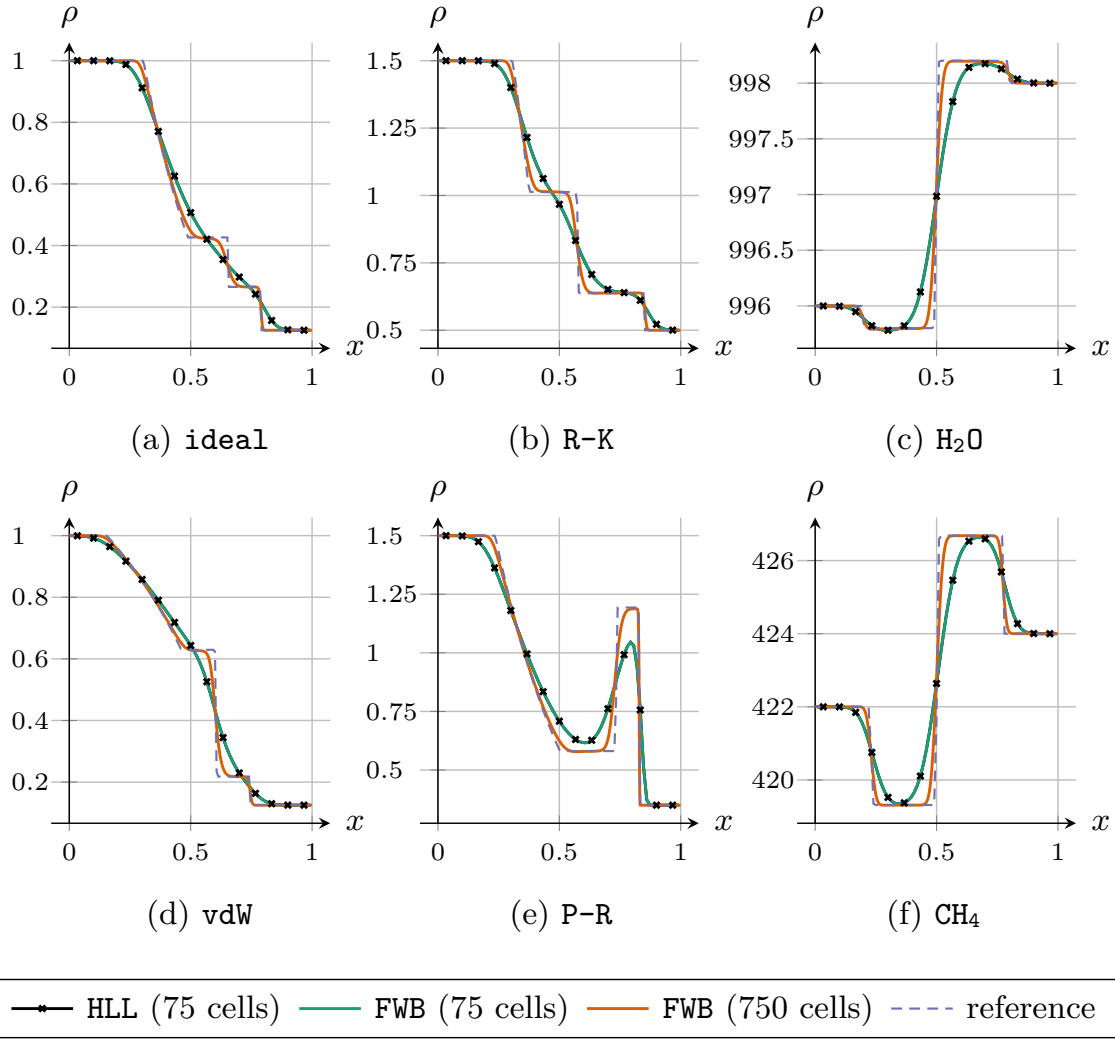 ρ ρ ρ
1 1.5 998
0.8 1.25 997.5
0.6 1 997
0.4 0.75 996.5
0.2 0.5 996
x x x
0 0.5 1 0 0.5 1 0 0.5 1
(a) ideal (b) R-K (c) H₂O
ρ ρ ρ
1 1.5 426
0.8 1.25 424
0.6 1 422
0.4 0.75 420
0.2 0.5
x x x
0 0.5 1 0 0.5 1 0 0.5 1
(d) vdW (e) P-R (f) CH₄
HLL (75 cells) FWB (75 cells) FWB (750 cells) reference